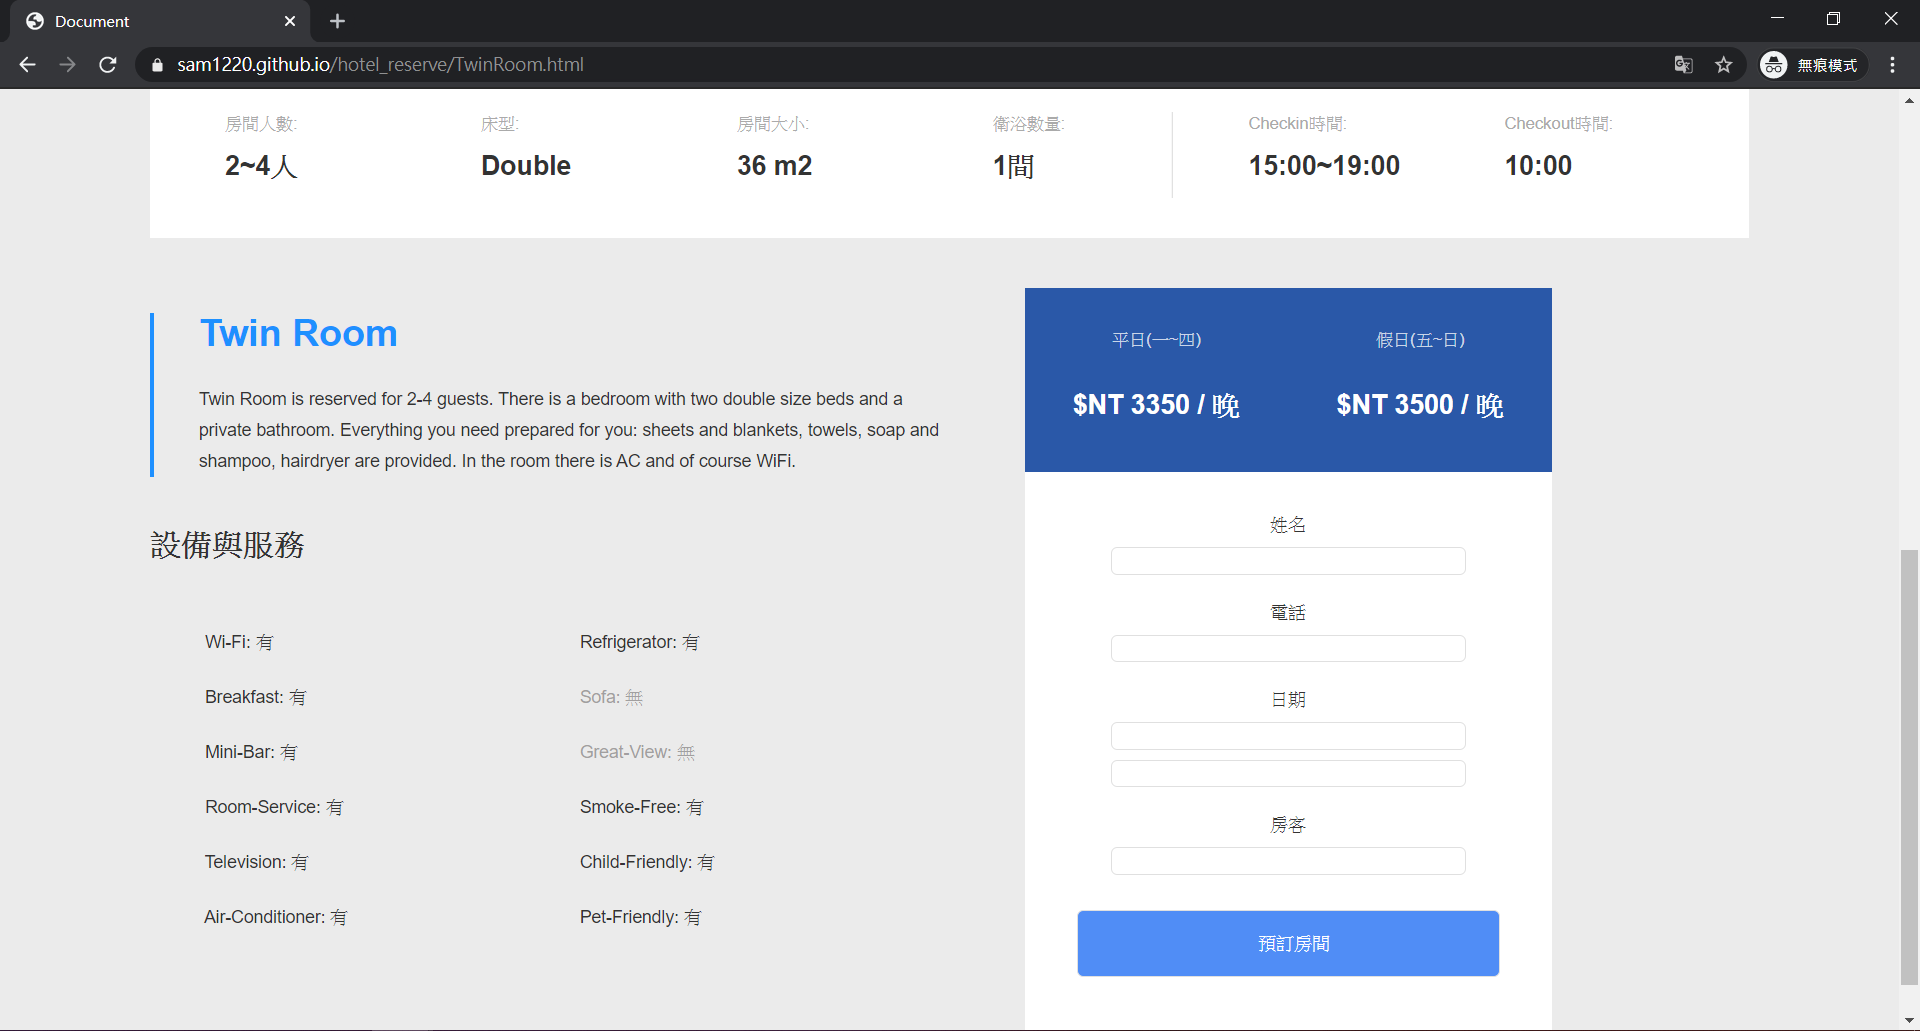 Document
sam1220.github.io/hotel_reserve/TwinRoom.html
無痕模式
房間人數:
2~4人
床型:
Double
房間大小:
36 m2
衛浴數量:
1間
Checkin時間:
15:00~19:00
Checkout時間:
10:00
Twin Room
Twin Room is reserved for 2-4 guests. There is a bedroom with two double size beds and a
private bathroom. Everything you need prepared for you: sheets and blankets, towels, soap and
shampoo, hairdryer are provided. In the room there is AC and of course WiFi.
設備與服務
Wi-Fi: 有
Refrigerator: 有
Breakfast: 有
Sofa: 無
Mini-Bar: 有
Great-View: 無
Room-Service: 有
Smoke-Free: 有
Television: 有
Child-Friendly: 有
Air-Conditioner: 有
Pet-Friendly: 有
平日(一~四)
$NT 3350 / 晚
假日(五~日)
$NT 3500 / 晚
姓名
電話
日期
房客
預訂房間